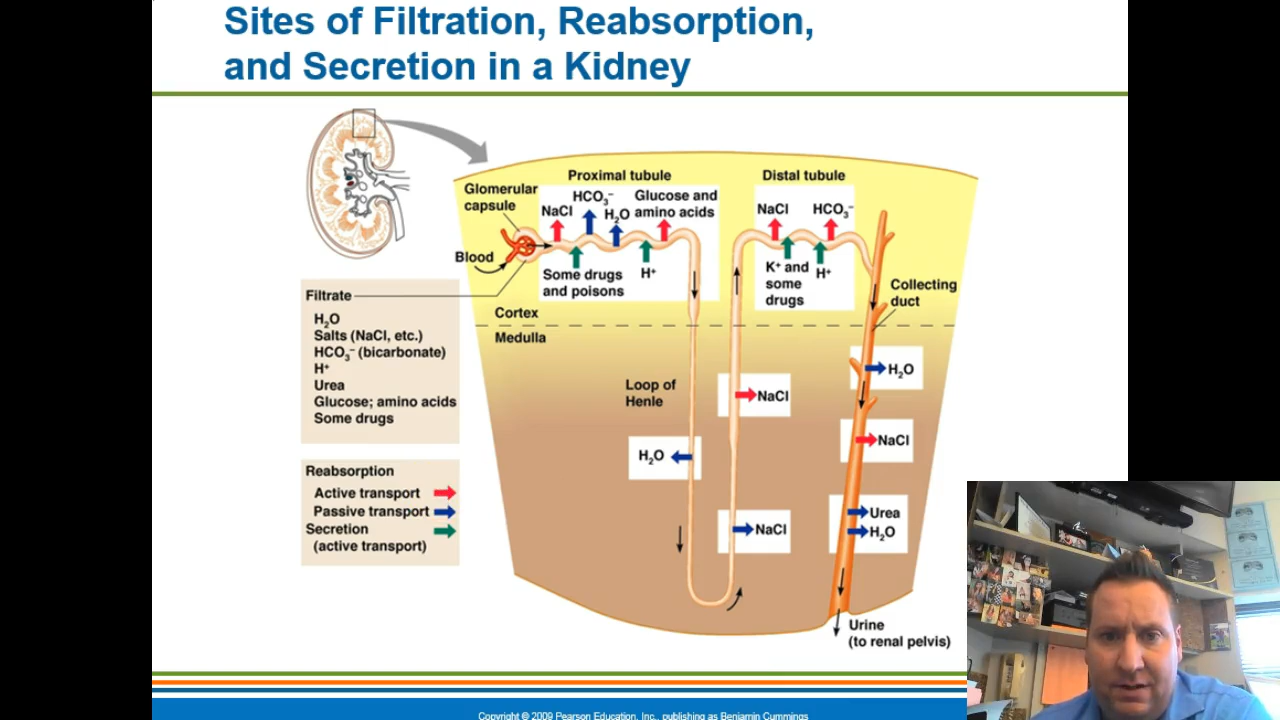 Sites of Filtration, Reabsorption,
and Secretion in a Kidney
Proximal tubule
Distal tubule
Glomerular
capsule
NaCl
HCO₃⁻
H₂O
Glucose and
amino acids
NaCl
HCO₃⁻
Blood
Some drugs
and poisons
H⁺
K⁺ and
some
drugs
H⁺
Collecting
duct
Filtrate
H₂O
Salts (NaCl, etc.)
HCO₃⁻ (bicarbonate)
H⁺
Urea
Glucose; amino acids
Some drugs
Cortex
Medulla
Loop of
Henle
H₂O
NaCl
NaCl
H₂O
NaCl
Urea
H₂O
Reabsorption
Active transport
Passive transport
Secretion
(active transport)
Urine
(to renal pelvis)
Copyright © 2009 Pearson Education, Inc., publishing as Benjamin Cummings